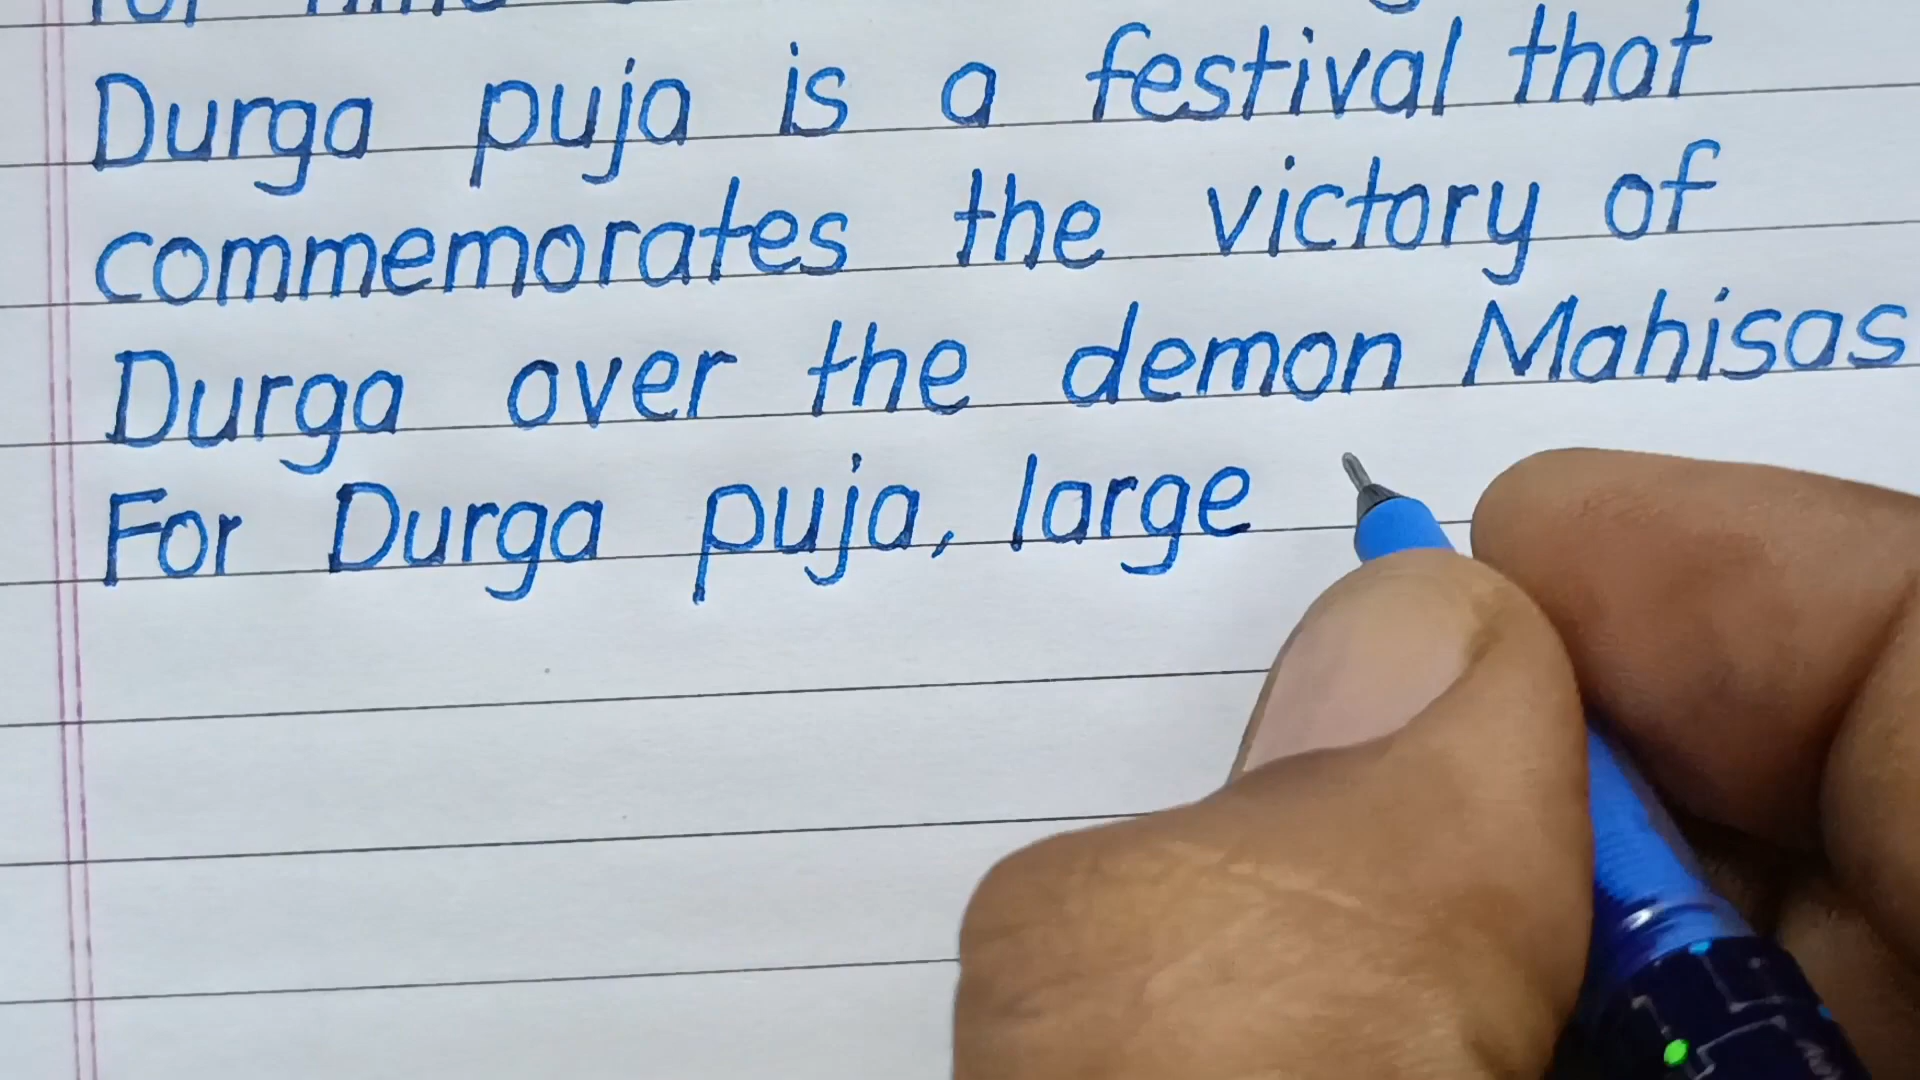 Durga puja is a festival that
commemorates the victory of
Durga over the demon Mahisas
For Durga puja, large